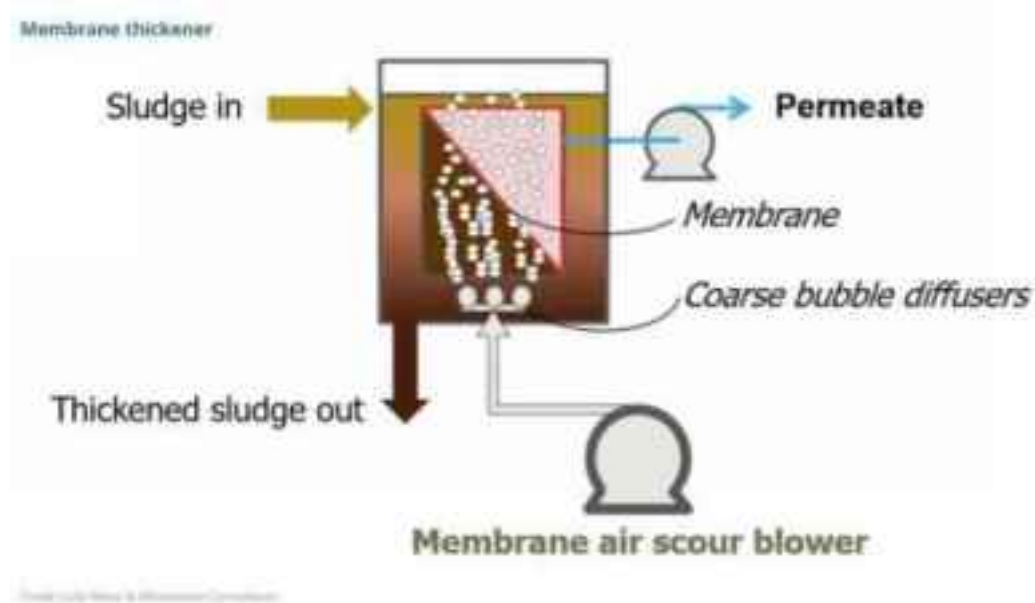 Membrane thickener
Sludge in
Permeate
Membrane
Coarse bubble diffusers
Thickened sludge out
Membrane air scour blower